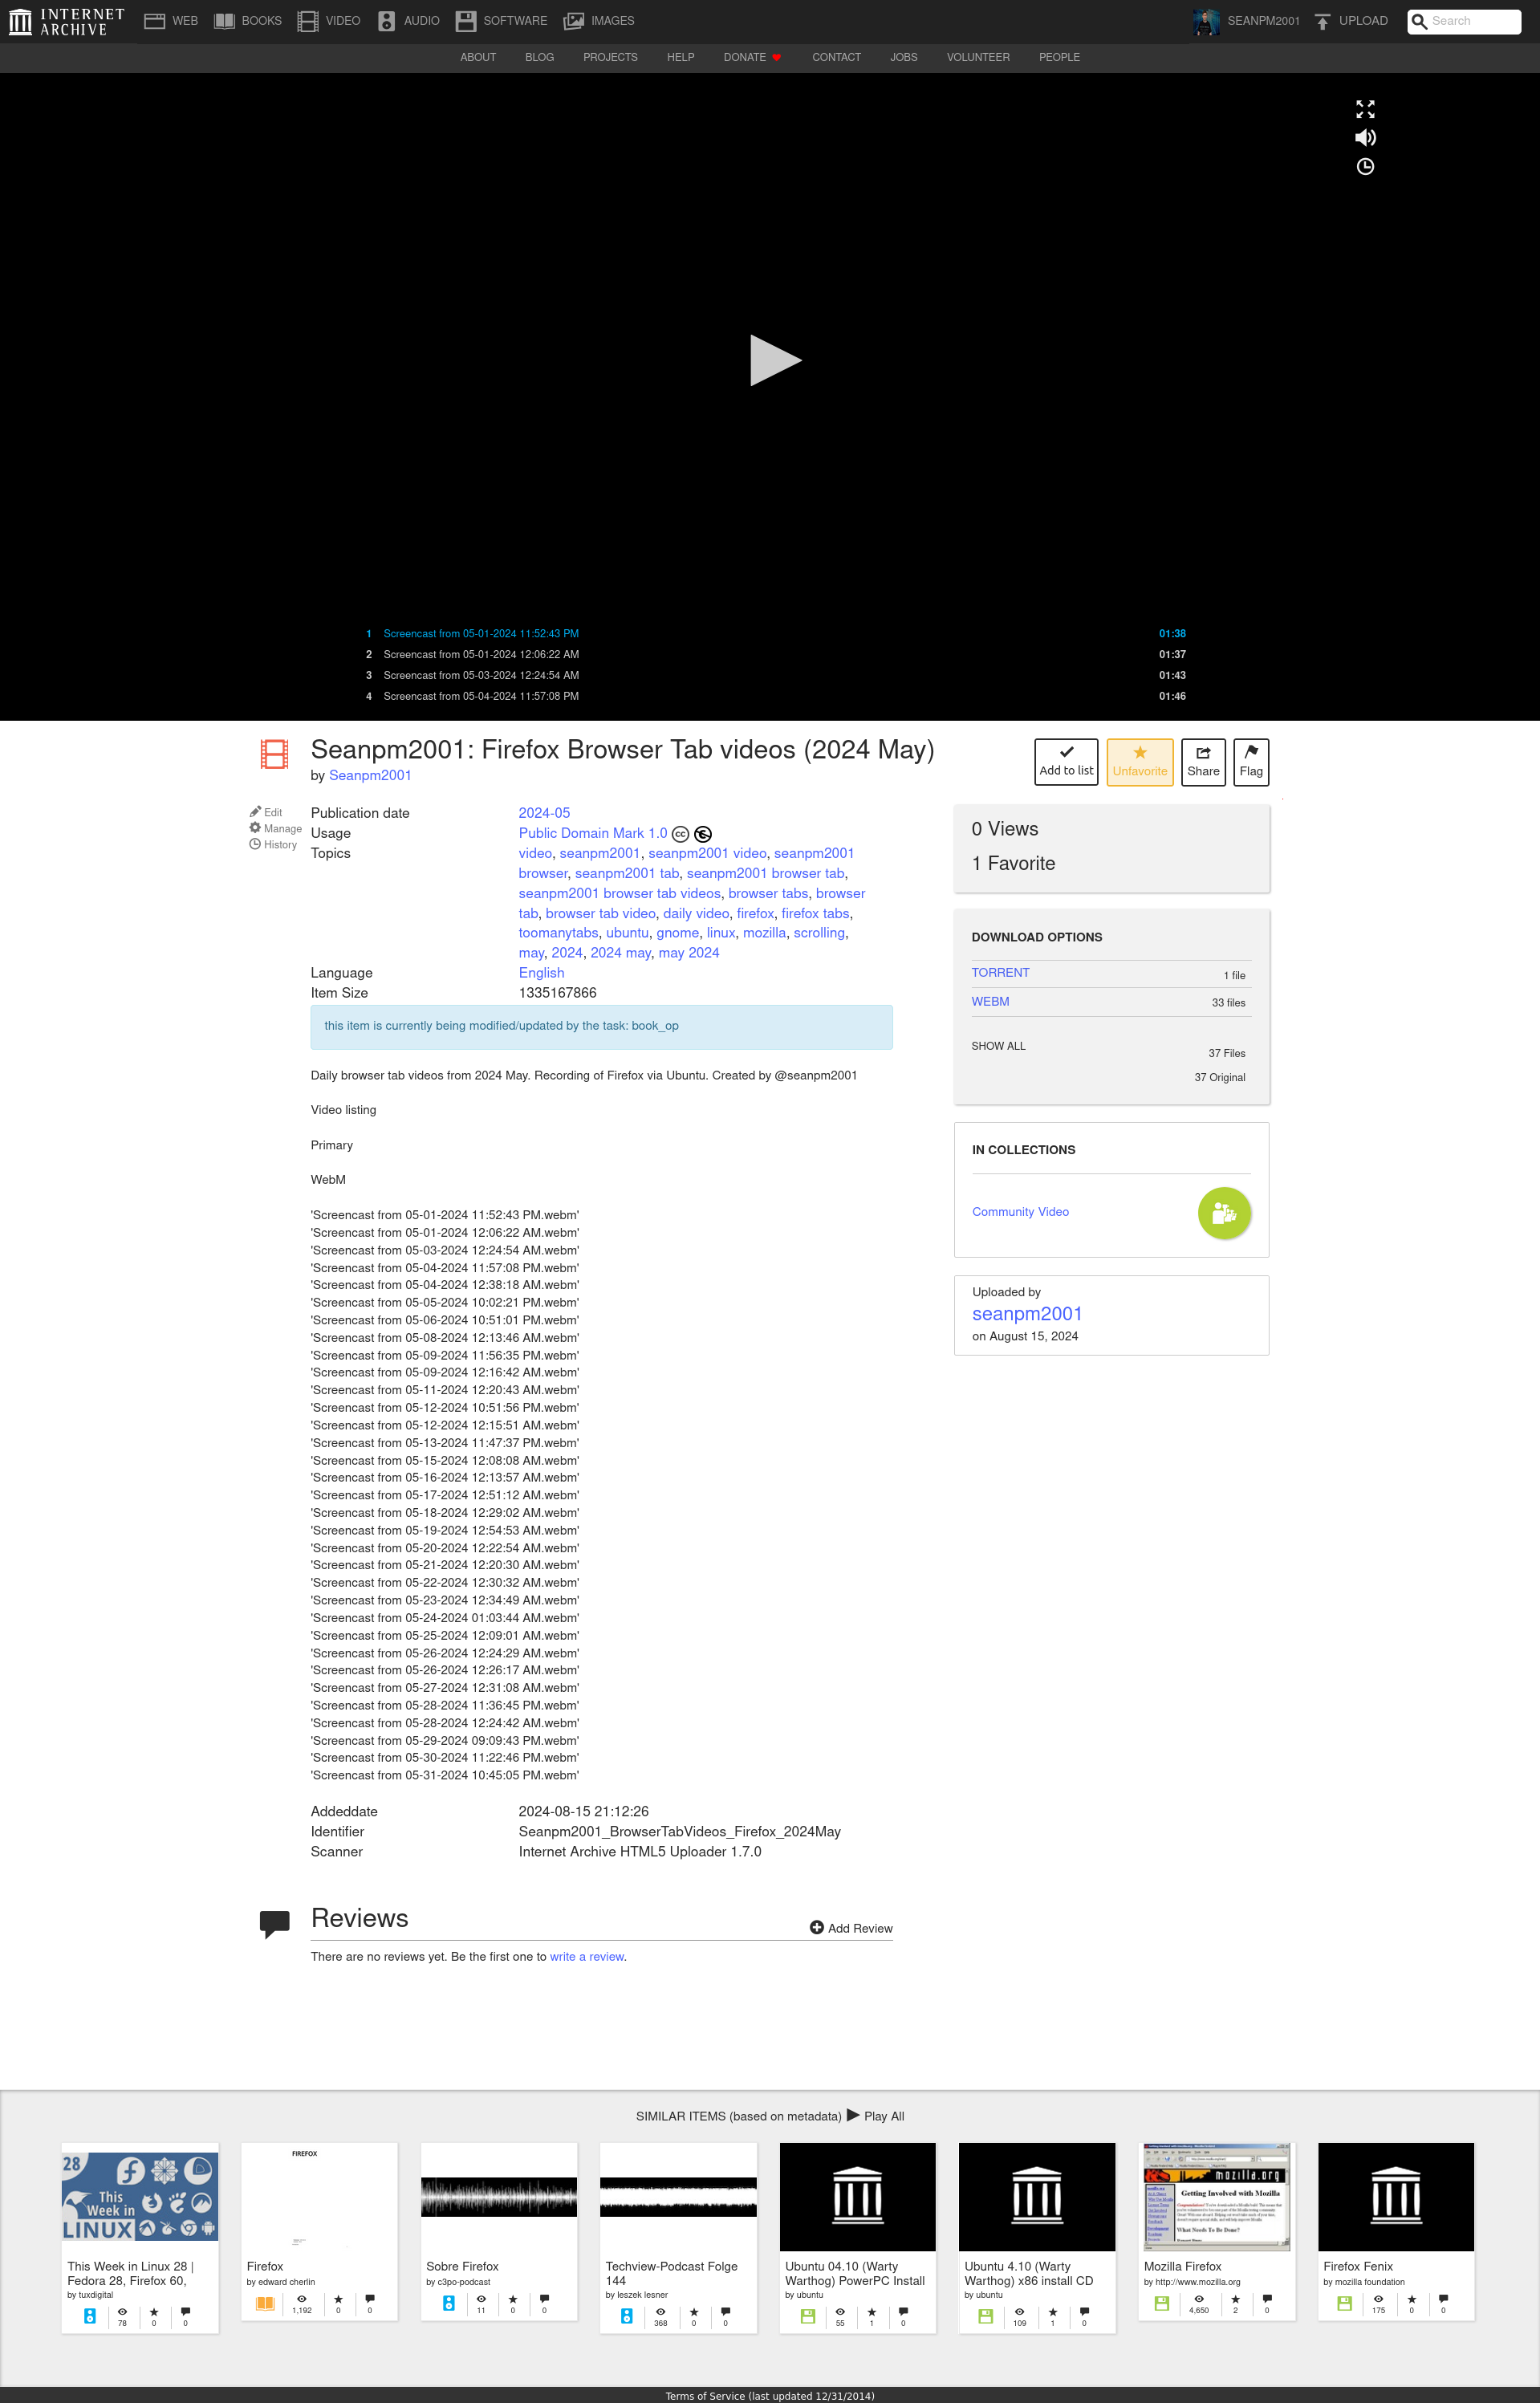 INTERNET ARCHIVE
WEB BOOKS VIDEO AUDIO SOFTWARE IMAGES
SEANPM2001 UPLOAD Search
ABOUT BLOG PROJECTS HELP DONATE CONTACT JOBS VOLUNTEER PEOPLE
1 Screencast from 05-01-2024 11:52:43 PM 01:38
2 Screencast from 05-01-2024 12:06:22 AM 01:37
3 Screencast from 05-03-2024 12:24:54 AM 01:43
4 Screencast from 05-04-2024 11:57:08 PM 01:46
Seanpm2001: Firefox Browser Tab videos (2024 May)
by Seanpm2001
Add to list Unfavorite Share Flag
Edit
Manage
History
Publication date 2024-05
Usage Public Domain Mark 1.0
Topics video, seanpm2001, seanpm2001 video, seanpm2001
browser, seanpm2001 tab, seanpm2001 browser tab,
seanpm2001 browser tab videos, browser tabs, browser
tab, browser tab video, daily video, firefox, firefox tabs,
toomanytabs, ubuntu, gnome, linux, mozilla, scrolling,
may, 2024, 2024 may, may 2024
Language English
Item Size 1335167866
this item is currently being modified/updated by the task: book_op
Daily browser tab videos from 2024 May. Recording of Firefox via Ubuntu. Created by @seanpm2001
Video listing
Primary
WebM
'Screencast from 05-01-2024 11:52:43 PM.webm'
'Screencast from 05-01-2024 12:06:22 AM.webm'
'Screencast from 05-03-2024 12:24:54 AM.webm'
'Screencast from 05-04-2024 11:57:08 PM.webm'
'Screencast from 05-04-2024 12:38:18 AM.webm'
'Screencast from 05-05-2024 10:02:21 PM.webm'
'Screencast from 05-06-2024 10:51:01 PM.webm'
'Screencast from 05-08-2024 12:13:46 AM.webm'
'Screencast from 05-09-2024 11:56:35 PM.webm'
'Screencast from 05-09-2024 12:16:42 AM.webm'
'Screencast from 05-11-2024 12:20:43 AM.webm'
'Screencast from 05-12-2024 10:51:56 PM.webm'
'Screencast from 05-12-2024 12:15:51 AM.webm'
'Screencast from 05-13-2024 11:47:37 PM.webm'
'Screencast from 05-15-2024 12:08:08 AM.webm'
'Screencast from 05-16-2024 12:13:57 AM.webm'
'Screencast from 05-17-2024 12:51:12 AM.webm'
'Screencast from 05-18-2024 12:29:02 AM.webm'
'Screencast from 05-19-2024 12:54:53 AM.webm'
'Screencast from 05-20-2024 12:22:54 AM.webm'
'Screencast from 05-21-2024 12:20:30 AM.webm'
'Screencast from 05-22-2024 12:30:32 AM.webm'
'Screencast from 05-23-2024 12:34:49 AM.webm'
'Screencast from 05-24-2024 01:03:44 AM.webm'
'Screencast from 05-25-2024 12:09:01 AM.webm'
'Screencast from 05-26-2024 12:24:29 AM.webm'
'Screencast from 05-26-2024 12:26:17 AM.webm'
'Screencast from 05-27-2024 12:31:08 AM.webm'
'Screencast from 05-28-2024 11:36:45 PM.webm'
'Screencast from 05-28-2024 12:24:42 AM.webm'
'Screencast from 05-29-2024 09:09:43 PM.webm'
'Screencast from 05-30-2024 11:22:46 PM.webm'
'Screencast from 05-31-2024 10:45:05 PM.webm'
Addeddate 2024-08-15 21:12:26
Identifier Seanpm2001_BrowserTabVideos_Firefox_2024May
Scanner Internet Archive HTML5 Uploader 1.7.0
0 Views
1 Favorite
DOWNLOAD OPTIONS
TORRENT 1 file
WEBM 33 files
SHOW ALL 37 Files
37 Original
IN COLLECTIONS
Community Video
Uploaded by
seanpm2001
on August 15, 2024
Reviews
Add Review
There are no reviews yet. Be the first one to write a review.
SIMILAR ITEMS (based on metadata) Play All
28
This
Week in
LINUX
This Week in Linux 28 |
Fedora 28, Firefox 60,
by tuxdigital
78 0 0
FIREFOX
Firefox
by edward cherlin
1,192 0 0
Sobre Firefox
by c3po-podcast
11 0 0
Techview-Podcast Folge
144
by leszek lesner
368 0 0
Ubuntu 04.10 (Warty
Warthog) PowerPC Install
by ubuntu
55 1 0
Ubuntu 4.10 (Warty
Warthog) x86 install CD
by ubuntu
109 1 0
mozilla.org
Getting Involved with Mozilla
What Needs To Be Done?
Mozilla Firefox
by http://www.mozilla.org
4,650 2 0
Firefox Fenix
by mozilla foundation
175 0 0
Terms of Service (last updated 12/31/2014)